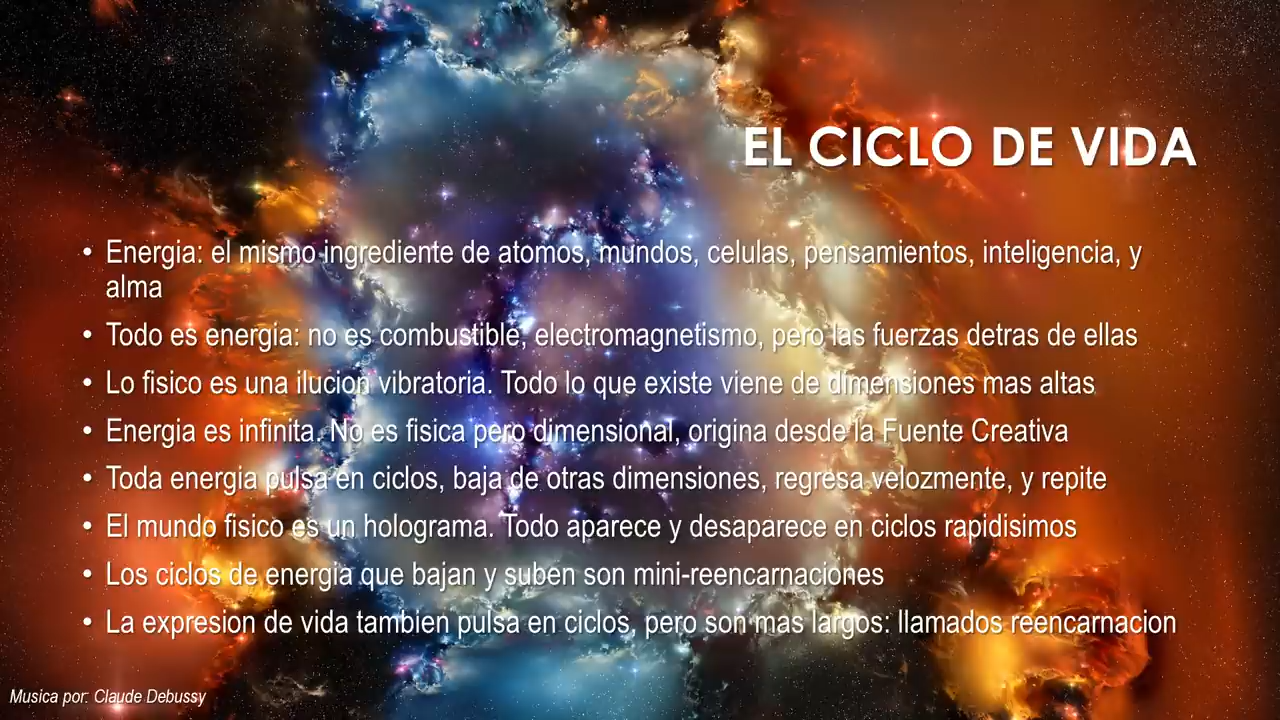 EL CICLO DE VIDA
• Energia: el mismo ingrediente de atomos, mundos, celulas, pensamientos, inteligencia, y
alma
• Todo es energia: no es combustible, electromagnetismo, pero las fuerzas detras de ellas
• Lo fisico es una ilucion vibratoria. Todo lo que existe viene de dimensiones mas altas
• Energia es infinita. No es fisica pero dimensional, origina desde la Fuente Creativa
• Toda energia pulsa en ciclos, baja de otras dimensiones, regresa velozmente, y repite
• El mundo fisico es un holograma. Todo aparece y desaparece en ciclos rapidisimos
• Los ciclos de energia que bajan y suben son mini-reencarnaciones
• La expresion de vida tambien pulsa en ciclos, pero son mas largos: llamados reencarnacion
Musica por: Claude Debussy